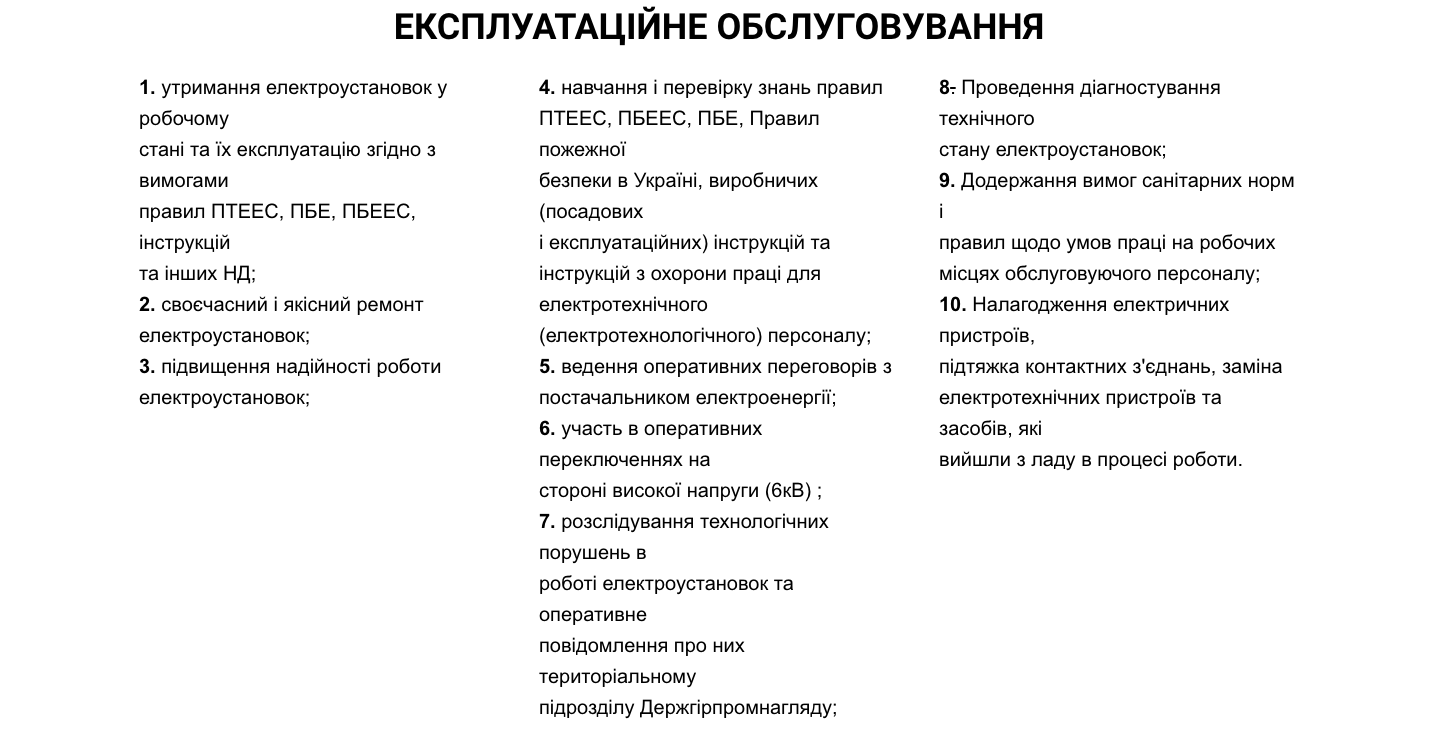 ЕКСПЛУАТАЦІЙНЕ ОБСЛУГОВУВАННЯ
1. утримання електроустановок у
робочому
стані та їх експлуатацію згідно з
вимогами
правил ПТЕЕС, ПБЕ, ПБЕЕС,
інструкцій
та інших НД;
2. своєчасний і якісний ремонт
електроустановок;
3. підвищення надійності роботи
електроустановок;
4. навчання і перевірку знань правил
ПТЕЕС, ПБЕЕС, ПБЕ, Правил
пожежної
безпеки в Україні, виробничих
(посадових
і експлуатаційних) інструкцій та
інструкцій з охорони праці для
електротехнічного
(електротехнологічного) персоналу;
5. ведення оперативних переговорів з
постачальником електроенергії;
6. участь в оперативних
переключеннях на
стороні високої напруги (6кВ) ;
7. розслідування технологічних
порушень в
роботі електроустановок та
оперативне
повідомлення про них
територіальному
підрозділу Держгірпромнагляду;
8. Проведення діагностування
технічного
стану електроустановок;
9. Додержання вимог санітарних норм
і
правил щодо умов праці на робочих
місцях обслуговуючого персоналу;
10. Налагодження електричних
пристроїв,
підтяжка контактних з'єднань, заміна
електротехнічних пристроїв та
засобів, які
вийшли з ладу в процесі роботи.